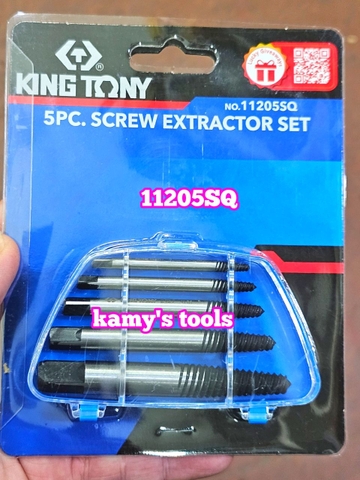 KING TONY
NO.11205SQ
5PC. SCREW EXTRACTOR SET
11205SQ
kamy's tools